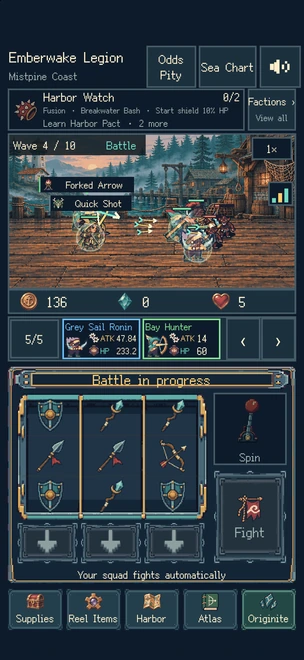 Emberwake Legion
Mistpine Coast
Odds
Pity
Sea Chart
Harbor Watch
0/2
Fusion · Breakwater Bash · Start shield 10% HP
Learn Harbor Pact · 2 more
Factions ›
View all
Wave 4 / 10
Battle
1×
Forked Arrow
Quick Shot
136
0
5
5/5
Grey Sail Ronin
ATK 47.84
HP 233.2
Bay Hunter
ATK 14
HP 60
‹
›
Battle in progress
Spin
Fight
Your squad fights automatically
Supplies
Reel Items
Harbor
Atlas
Originite